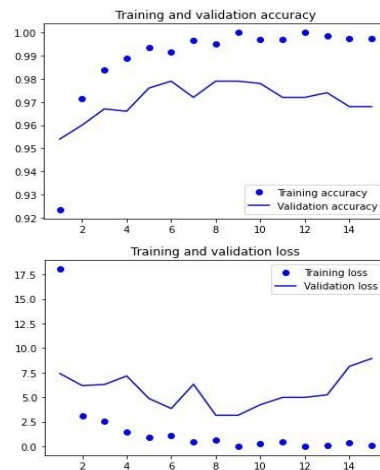 Training and validation accuracy
1.00
0.99
0.98
0.97
0.96
0.95
0.94
0.93
0.92
Training accuracy
Validation accuracy
2 4 6 8 10 12 14
Training and validation loss
17.5
15.0
12.5
10.0
7.5
5.0
2.5
0.0
Training loss
Validation loss
2 4 6 8 10 12 14